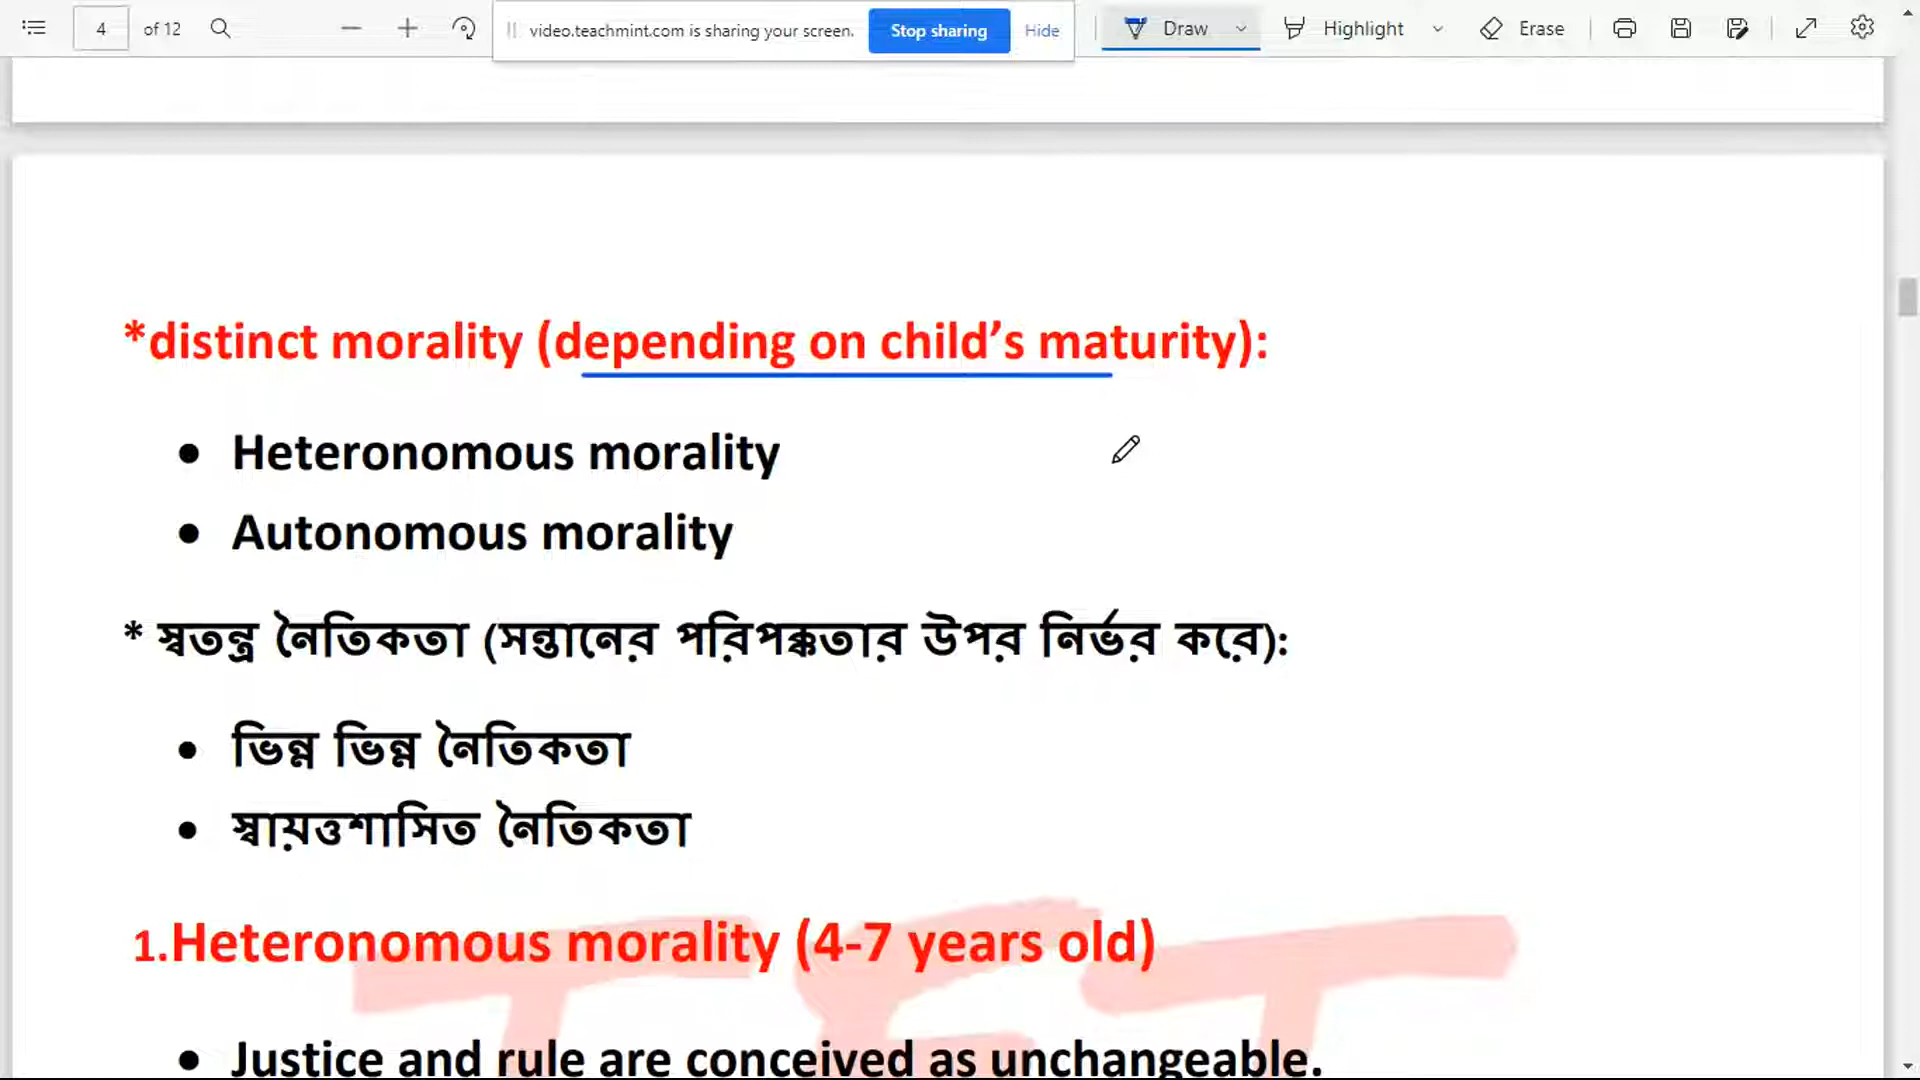 4 of 12
video.teachmint.com is sharing your screen. Stop sharing Hide
Draw Highlight Erase
*distinct morality (depending on child’s maturity):
• Heteronomous morality
• Autonomous morality
* স্বতন্ত্র নৈতিকতা (সন্তানের পরিপক্কতার উপর নির্ভর করে):
• ভিন্ন ভিন্ন নৈতিকতা
• স্বায়ত্তশাসিত নৈতিকতা
1.Heteronomous morality (4-7 years old)
• Justice and rule are conceived as unchangeable.
TET